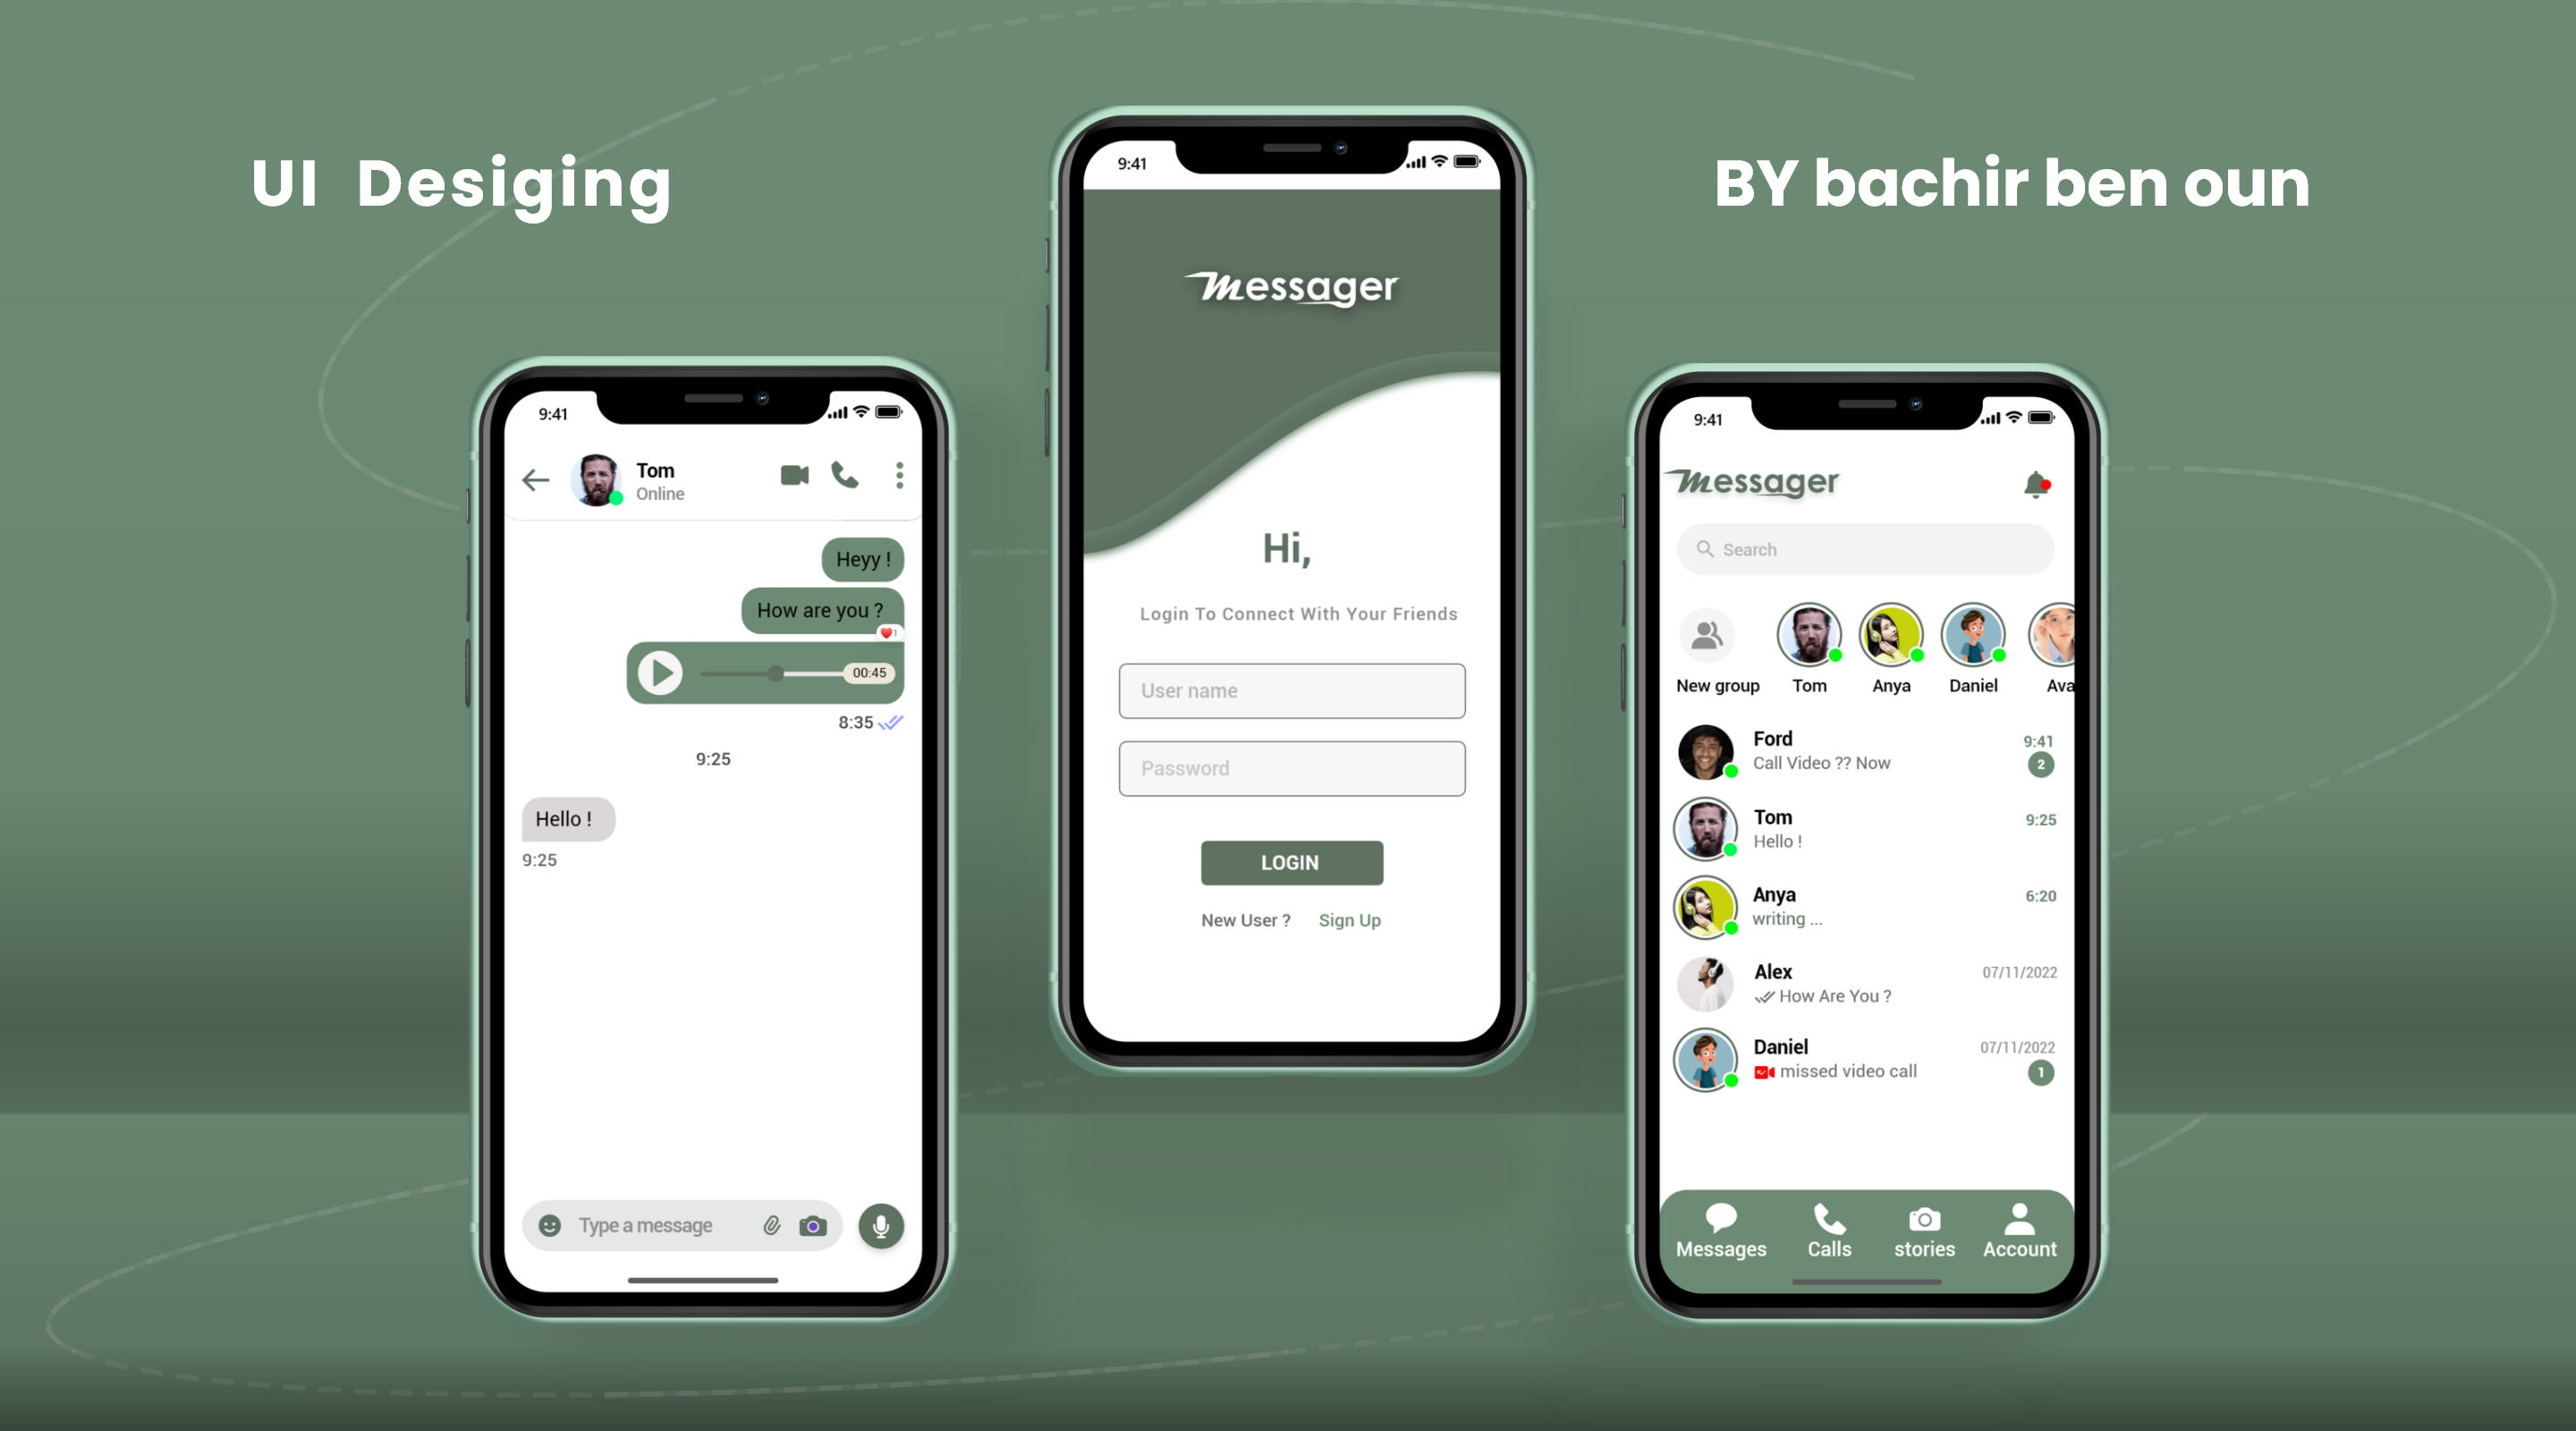 UI Desiging
BY bachir ben oun
9:41
Tom
Online
Heyy !
How are you ?
1
00:45
8:35
9:25
Hello !
9:25
Type a message
9:41
Messager
Hi,
Login To Connect With Your Friends
User name
Password
LOGIN
New User ? Sign Up
9:41
Messager
Search
New group Tom Anya Daniel Ava
Ford 9:41
Call Video ?? Now 2
Tom 9:25
Hello !
Anya 6:20
writing ...
Alex 07/11/2022
How Are You ?
Daniel 07/11/2022
missed video call 1
Messages Calls stories Account